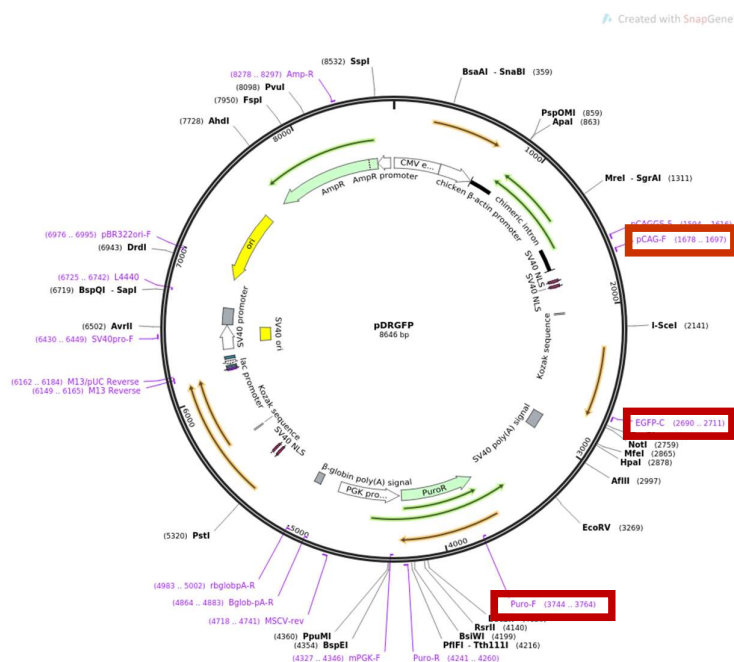 Created with SnapGene
(8532) SspI
(8278 .. 8297) Amp-R
(8098) PvuI
(7950) FspI
(7728) AhdI
BsaAI - SnaBI (359)
PspOMI (859)
ApaI (863)
8000
1000
MreI - SgrAI (1311)
AmpR promoter
AmpR
CMV e...
chicken β-actin promoter
chimeric intron
pCAG-F (1678 .. 1697)
(6976 .. 6995) pBR322ori-F
(6943) DrdI
7000
ori
SV40 NLS
SV40 NLS
2000
(6725 .. 6742) L4440
(6719) BspQI - SapI
(6502) AvrII
(6430 .. 6449) SV40pro-F
SV40 promoter
SV40 ori
pDRGFP
8646 bp
Kozak sequence
I-SceI (2141)
(6162 .. 6184) M13/pUC Reverse
(6149 .. 6165) M13 Reverse
lac promoter
6000
Kozak sequence
SV40 NLS
SV40 poly(A) signal
EGFP-C (2690 .. 2711)
NotI (2759)
MfeI (2865)
HpaI (2878)
3000
AflII (2997)
β-globin poly(A) signal
PGK pro...
PuroR
EcoRV (3269)
(5320) PstI
5000
4000
(4983 .. 5002) rbglobpA-R
(4864 .. 4883) Bglob-pA-R
(4718 .. 4741) MSCV-rev
Puro-F (3744 .. 3764)
RsrII (4140)
BsiWI (4199)
PflFI - Tth111I (4216)
(4360) PpuMI
(4354) BspEI
(4327 .. 4346) mPGK-F
Puro-R (4241 .. 4260)